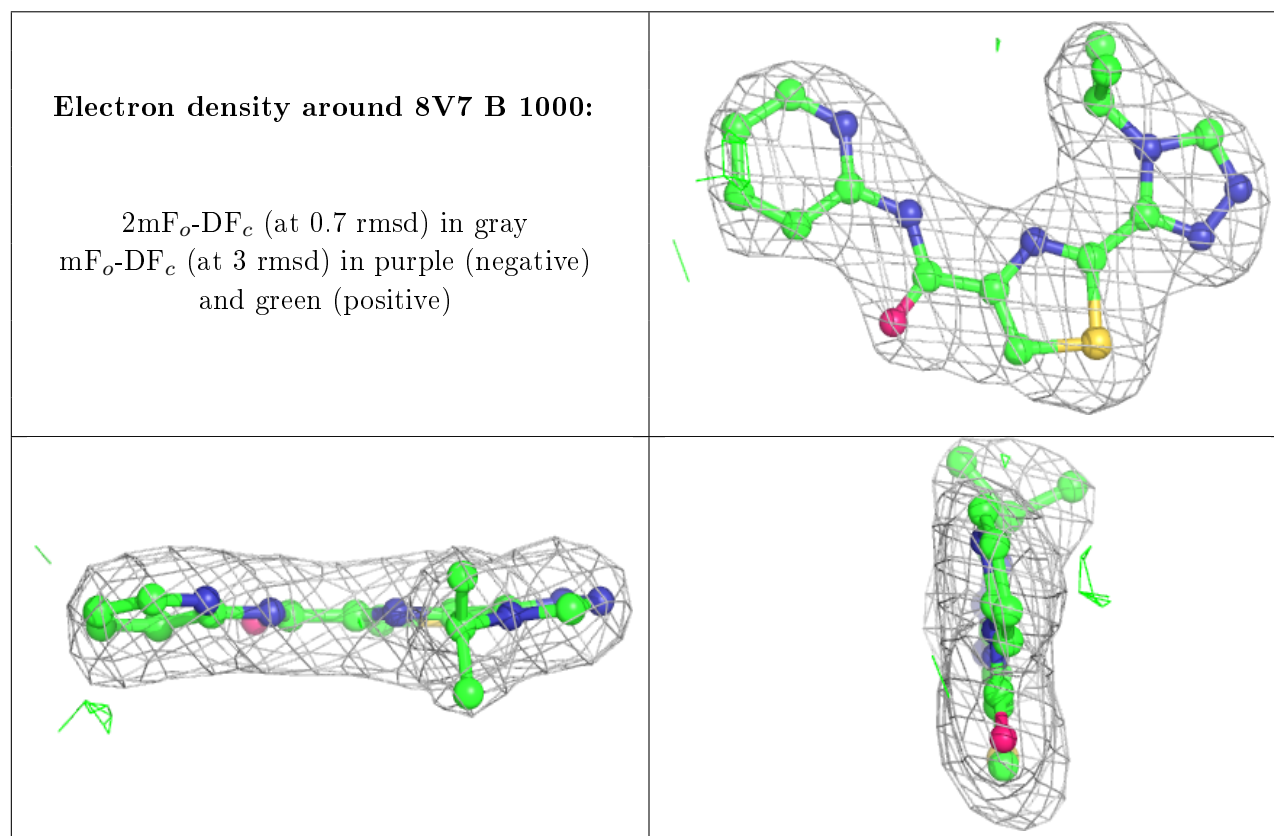 Electron density around 8V7 B 1000:
2mFo-DFc (at 0.7 rmsd) in gray
mFo-DFc (at 3 rmsd) in purple (negative)
and green (positive)